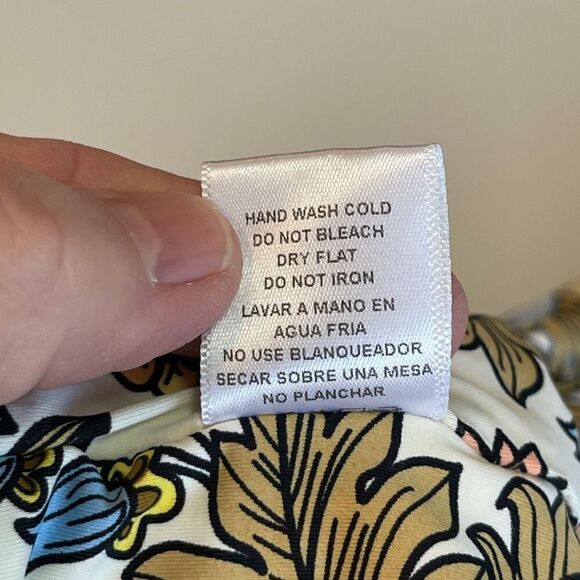 HAND WASH COLD
DO NOT BLEACH
DRY FLAT
DO NOT IRON
LAVAR A MANO EN
AGUA FRIA
NO USE BLANQUEADOR
SECAR SOBRE UNA MESA
NO PLANCHAR